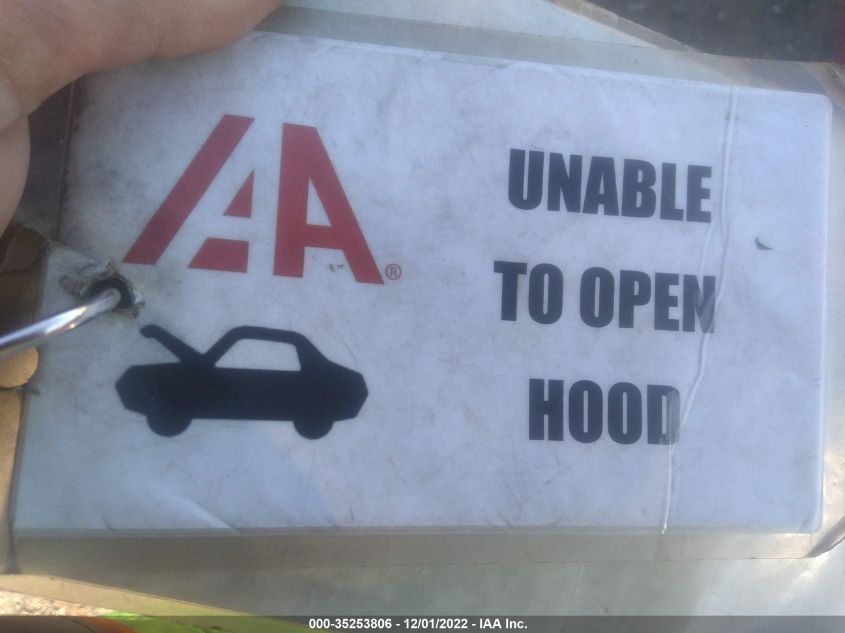 IAA®
UNABLE
TO OPEN
HOOD
000-35253806 - 12/01/2022 - IAA Inc.